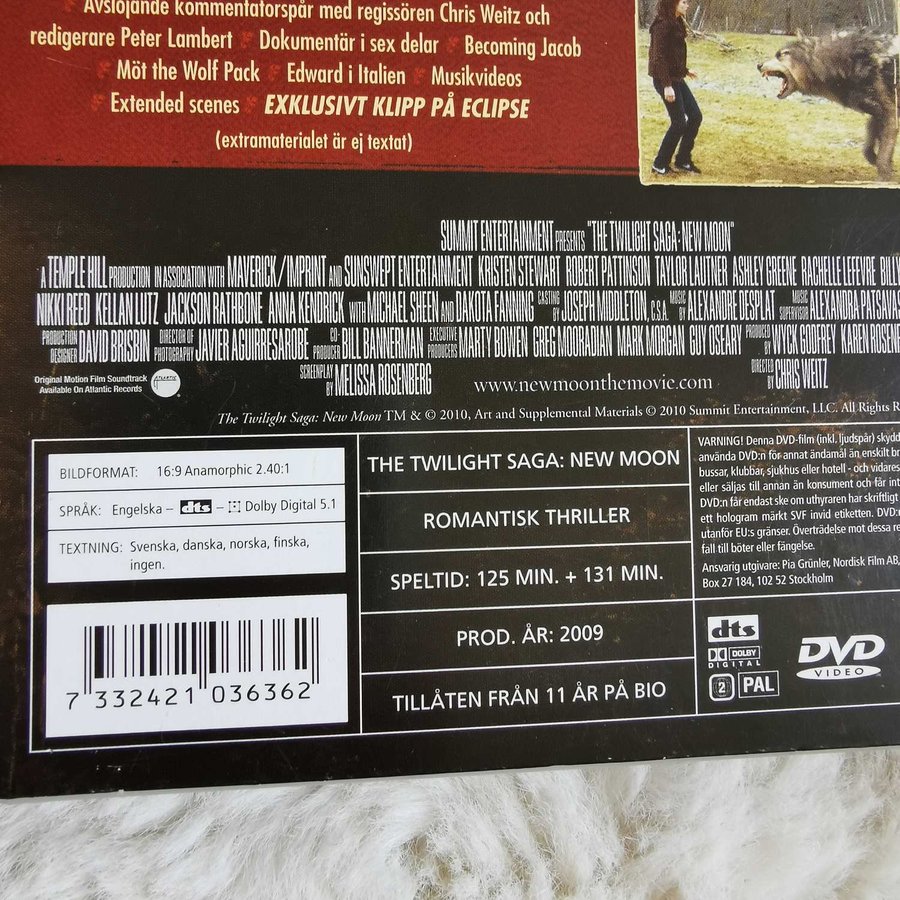 Avslöjande kommentatorspår med regissören Chris Weitz och
redigerare Peter Lambert Dokumentär i sex delar Becoming Jacob
Möt the Wolf Pack Edward i Italien Musikvideos
Extended scenes EXKLUSIVT KLIPP PÅ ECLIPSE
(extramaterialet är ej textat)
SUMMIT ENTERTAINMENT PRESENTS "THE TWILIGHT SAGA: NEW MOON"
A TEMPLE HILL PRODUCTION IN ASSOCIATION WITH MAVERICK/IMPRINT AND SUNSWEPT ENTERTAINMENT KRISTEN STEWART ROBERT PATTINSON TAYLOR LAUTNER ASHLEY GREENE RACHELLE LEFEVRE BILLY
NIKKI REED KELLAN LUTZ JACKSON RATHBONE ANNA KENDRICK WITH MICHAEL SHEEN AND DAKOTA FANNING CASTING BY JOSEPH MIDDLETON, C.S.A. MUSIC BY ALEXANDRE DESPLAT MUSIC SUPERVISOR ALEXANDRA PATSAVAS
PRODUCTION DESIGNER DAVID BRISBIN DIRECTOR OF PHOTOGRAPHY JAVIER AGUIRRESAROBE CO-PRODUCER BILL BANNERMAN EXECUTIVE PRODUCERS MARTY BOWEN GREG MOORADIAN MARK MORGAN GUY OSEARY PRODUCED BY WYCK GODFREY KAREN ROSENF
SCREENPLAY BY MELISSA ROSENBERG www.newmoonthemovie.com DIRECTED BY CHRIS WEITZ
Original Motion Film Soundtrack
Available On Atlantic Records
ATLANTIC
The Twilight Saga: New Moon TM & © 2010, Art and Supplemental Materials © 2010 Summit Entertainment, LLC. All Rights R
BILDFORMAT: 16:9 Anamorphic 2.40:1
SPRÅK: Engelska – dts – Dolby Digital 5.1
TEXTNING: Svenska, danska, norska, finska,
ingen.
7 332421 036362
THE TWILIGHT SAGA: NEW MOON
ROMANTISK THRILLER
SPELTID: 125 MIN. + 131 MIN.
PROD. ÅR: 2009
TILLÅTEN FRÅN 11 ÅR PÅ BIO
VARNING! Denna DVD-film (inkl. ljudspår) skydd
använda DVD:n för annat ändamål än enskilt br
bussar, klubbar, sjukhus eller hotell - och vidares
eller säljas till annan än konsument och får int
DVD:n får endast ske om uthyraren har skriftligt
ett hologram märkt SVF invid etiketten. DVD:
utanför EU:s gränser. Överträdelse mot dessa re
fall till böter eller fängelse.
Ansvarig utgivare: Pia Grünler, Nordisk Film AB,
Box 27 184, 102 52 Stockholm
dts
DOLBY
DIGITAL
2 PAL
DVD
VIDEO